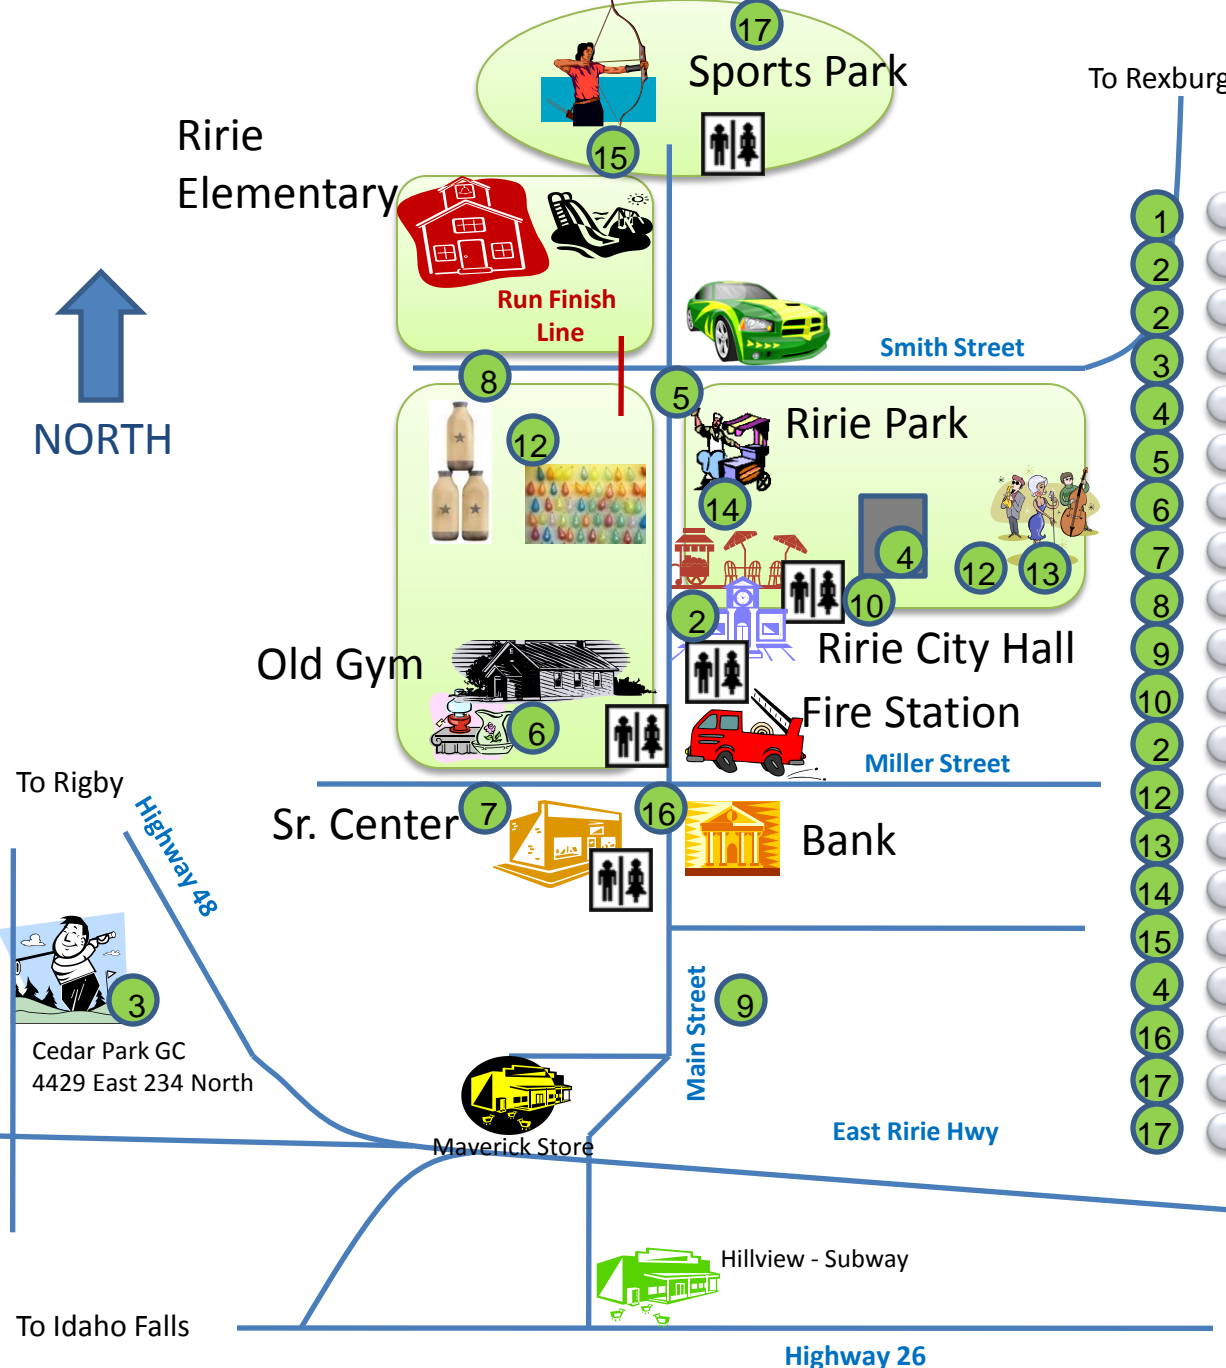 17
Sports Park
To Rexburg
15
Ririe
Elementary
Run Finish
Line
NORTH
Smith Street
8
5
12
Ririe Park
14
4
12
13
10
2
Ririe City Hall
Old Gym
6
Fire Station
Miller Street
To Rigby
Highway 48
Sr. Center
7
16
Bank
3
Cedar Park GC
4429 East 234 North
Main Street
9
Maverick Store
East Ririe Hwy
Hillview - Subway
To Idaho Falls
Highway 26
1
2
2
3
4
5
6
7
8
9
10
2
12
13
14
15
4
16
17
17